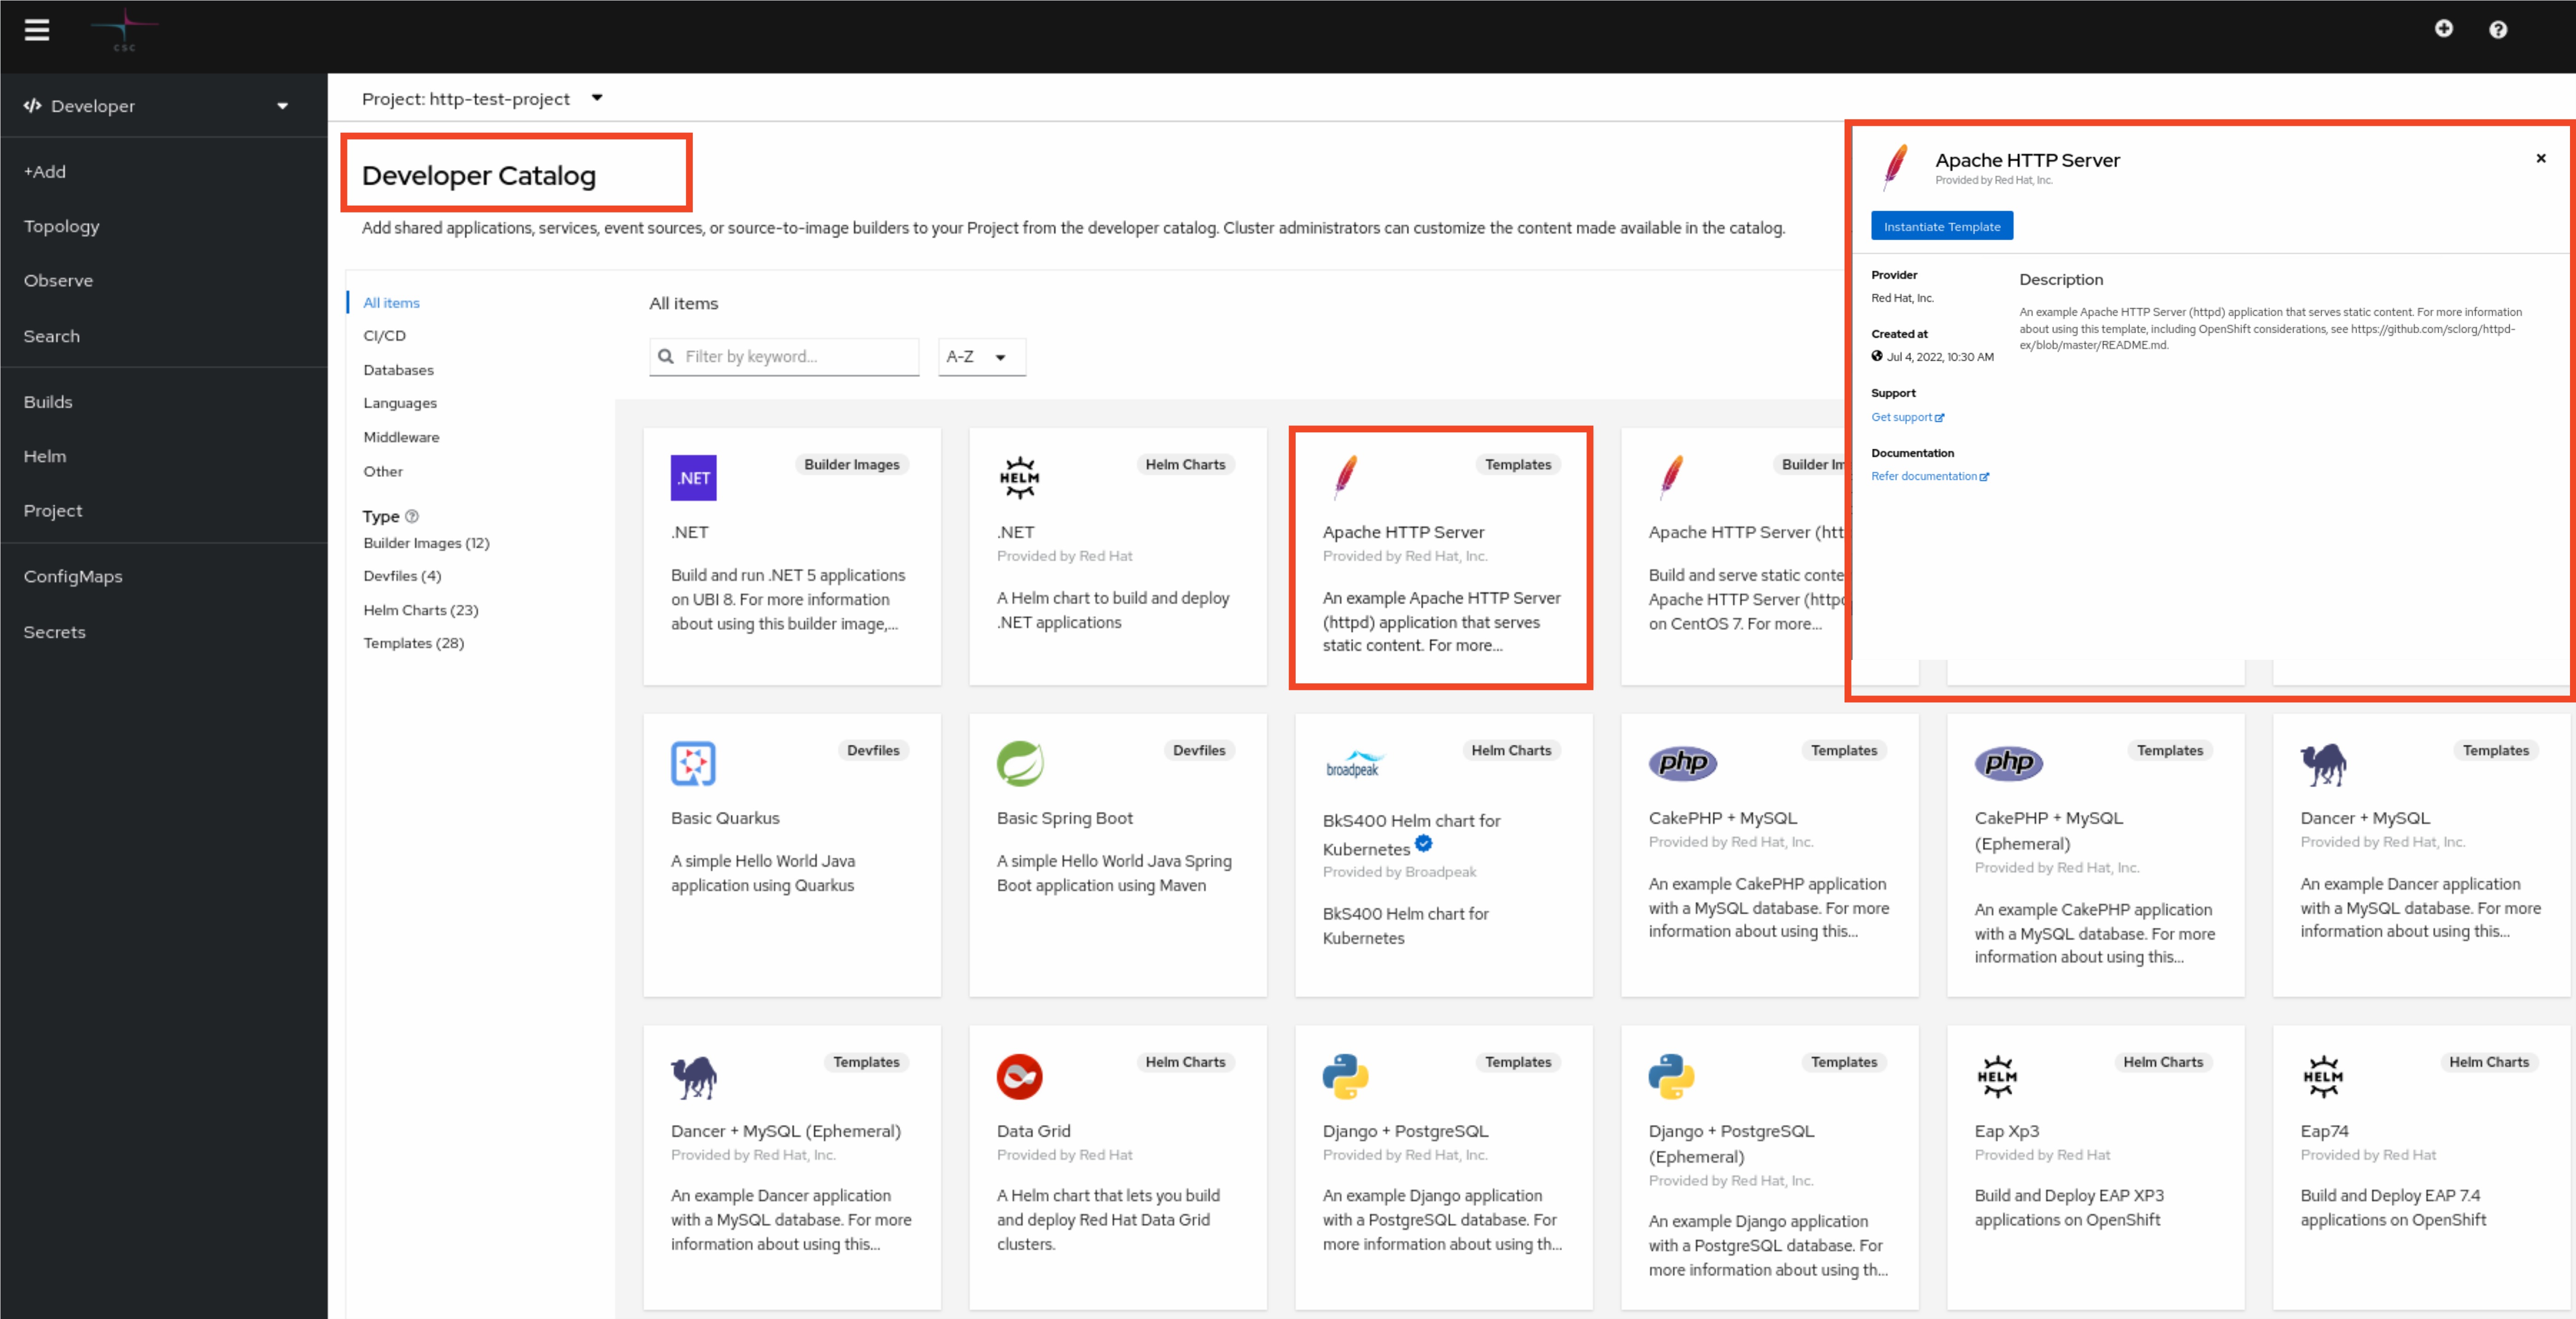 CSC
Developer
+Add
Topology
Observe
Search
Builds
Helm
Project
ConfigMaps
Secrets
Project: http-test-project
Developer Catalog
Add shared applications, services, event sources, or source-to-image builders to your Project from the developer catalog. Cluster administrators can customize the content made available in the catalog.
All items
CI/CD
Databases
Languages
Middleware
Other
Type
Builder Images (12)
Devfiles (4)
Helm Charts (23)
Templates (28)
All items
Filter by keyword...
A-Z
.NET
Builder Images
.NET
Build and run .NET 5 applications
on UBI 8. For more information
about using this builder image,...
HELM
Helm Charts
.NET
Provided by Red Hat
A Helm chart to build and deploy
.NET applications
Templates
Apache HTTP Server
Provided by Red Hat, Inc.
An example Apache HTTP Server
(httpd) application that serves
static content. For more...
Builder Im
Apache HTTP Server (htt
Build and serve static conte
Apache HTTP Server (httpd
on CentOS 7. For more...
Apache HTTP Server
Provided by Red Hat, Inc.
Instantiate Template
Provider
Red Hat, Inc.
Created at
Jul 4, 2022, 10:30 AM
Support
Get support
Documentation
Refer documentation
Description
An example Apache HTTP Server (httpd) application that serves static content. For more information
about using this template, including OpenShift considerations, see https://github.com/sclorg/httpd-
ex/blob/master/README.md.
Devfiles
Basic Quarkus
A simple Hello World Java
application using Quarkus
Devfiles
Basic Spring Boot
A simple Hello World Java Spring
Boot application using Maven
broadpeak
Helm Charts
BkS400 Helm chart for
Kubernetes
Provided by Broadpeak
BkS400 Helm chart for
Kubernetes
php
Templates
CakePHP + MySQL
Provided by Red Hat, Inc.
An example CakePHP application
with a MySQL database. For more
information about using this...
php
Templates
CakePHP + MySQL
(Ephemeral)
Provided by Red Hat, Inc.
An example CakePHP application
with a MySQL database. For more
information about using this...
Templates
Dancer + MySQL
Provided by Red Hat, Inc.
An example Dancer application
with a MySQL database. For more
information about using this...
Templates
Dancer + MySQL (Ephemeral)
Provided by Red Hat, Inc.
An example Dancer application
with a MySQL database. For more
information about using this...
Helm Charts
Data Grid
Provided by Red Hat
A Helm chart that lets you build
and deploy Red Hat Data Grid
clusters.
Templates
Django + PostgreSQL
Provided by Red Hat, Inc.
An example Django application
with a PostgreSQL database. For
more information about using th...
Templates
Django + PostgreSQL
(Ephemeral)
Provided by Red Hat, Inc.
An example Django application
with a PostgreSQL database. For
more information about using th...
HELM
Helm Charts
Eap Xp3
Provided by Red Hat
Build and Deploy EAP XP3
applications on OpenShift
HELM
Helm Charts
Eap74
Provided by Red Hat
Build and Deploy EAP 7.4
applications on OpenShift